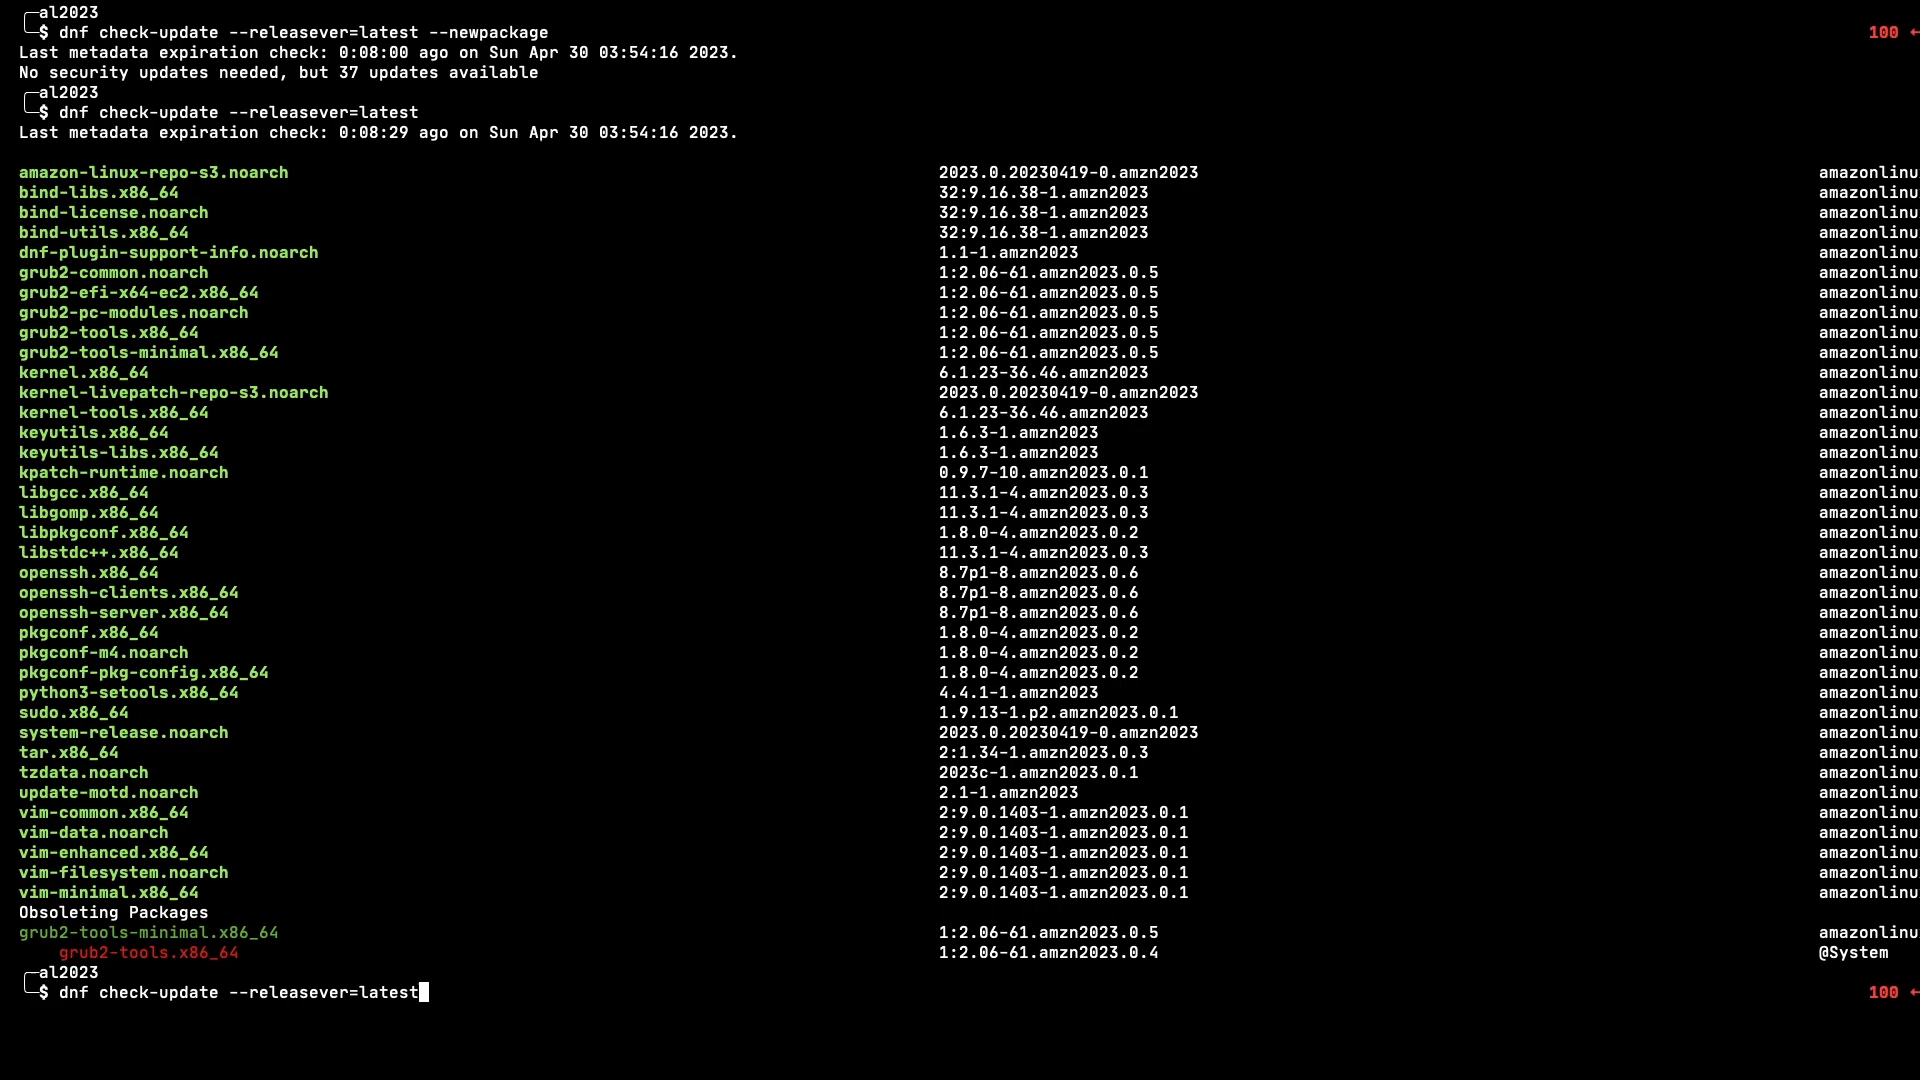 al2023
$ dnf check-update --releasever=latest --newpackage 100 ←
Last metadata expiration check: 0:08:00 ago on Sun Apr 30 03:54:16 2023.
No security updates needed, but 37 updates available
al2023
$ dnf check-update --releasever=latest
Last metadata expiration check: 0:08:29 ago on Sun Apr 30 03:54:16 2023.
amazon-linux-repo-s3.noarch 2023.0.20230419-0.amzn2023 amazonlinu
bind-libs.x86_64 32:9.16.38-1.amzn2023 amazonlinu
bind-license.noarch 32:9.16.38-1.amzn2023 amazonlinu
bind-utils.x86_64 32:9.16.38-1.amzn2023 amazonlinu
dnf-plugin-support-info.noarch 1.1-1.amzn2023 amazonlinu
grub2-common.noarch 1:2.06-61.amzn2023.0.5 amazonlinu
grub2-efi-x64-ec2.x86_64 1:2.06-61.amzn2023.0.5 amazonlinu
grub2-pc-modules.noarch 1:2.06-61.amzn2023.0.5 amazonlinu
grub2-tools.x86_64 1:2.06-61.amzn2023.0.5 amazonlinu
grub2-tools-minimal.x86_64 1:2.06-61.amzn2023.0.5 amazonlinu
kernel.x86_64 6.1.23-36.46.amzn2023 amazonlinu
kernel-livepatch-repo-s3.noarch 2023.0.20230419-0.amzn2023 amazonlinu
kernel-tools.x86_64 6.1.23-36.46.amzn2023 amazonlinu
keyutils.x86_64 1.6.3-1.amzn2023 amazonlinu
keyutils-libs.x86_64 1.6.3-1.amzn2023 amazonlinu
kpatch-runtime.noarch 0.9.7-10.amzn2023.0.1 amazonlinu
libgcc.x86_64 11.3.1-4.amzn2023.0.3 amazonlinu
libgomp.x86_64 11.3.1-4.amzn2023.0.3 amazonlinu
libpkgconf.x86_64 1.8.0-4.amzn2023.0.2 amazonlinu
libstdc++.x86_64 11.3.1-4.amzn2023.0.3 amazonlinu
openssh.x86_64 8.7p1-8.amzn2023.0.6 amazonlinu
openssh-clients.x86_64 8.7p1-8.amzn2023.0.6 amazonlinu
openssh-server.x86_64 8.7p1-8.amzn2023.0.6 amazonlinu
pkgconf.x86_64 1.8.0-4.amzn2023.0.2 amazonlinu
pkgconf-m4.noarch 1.8.0-4.amzn2023.0.2 amazonlinu
pkgconf-pkg-config.x86_64 1.8.0-4.amzn2023.0.2 amazonlinu
python3-setools.x86_64 4.4.1-1.amzn2023 amazonlinu
sudo.x86_64 1.9.13-1.p2.amzn2023.0.1 amazonlinu
system-release.noarch 2023.0.20230419-0.amzn2023 amazonlinu
tar.x86_64 2:1.34-1.amzn2023.0.3 amazonlinu
tzdata.noarch 2023c-1.amzn2023.0.1 amazonlinu
update-motd.noarch 2.1-1.amzn2023 amazonlinu
vim-common.x86_64 2:9.0.1403-1.amzn2023.0.1 amazonlinu
vim-data.noarch 2:9.0.1403-1.amzn2023.0.1 amazonlinu
vim-enhanced.x86_64 2:9.0.1403-1.amzn2023.0.1 amazonlinu
vim-filesystem.noarch 2:9.0.1403-1.amzn2023.0.1 amazonlinu
vim-minimal.x86_64 2:9.0.1403-1.amzn2023.0.1 amazonlinu
Obsoleting Packages
grub2-tools-minimal.x86_64 1:2.06-61.amzn2023.0.5 amazonlinu
grub2-tools.x86_64 1:2.06-61.amzn2023.0.4 @System
al2023
$ dnf check-update --releasever=latest 100 ←